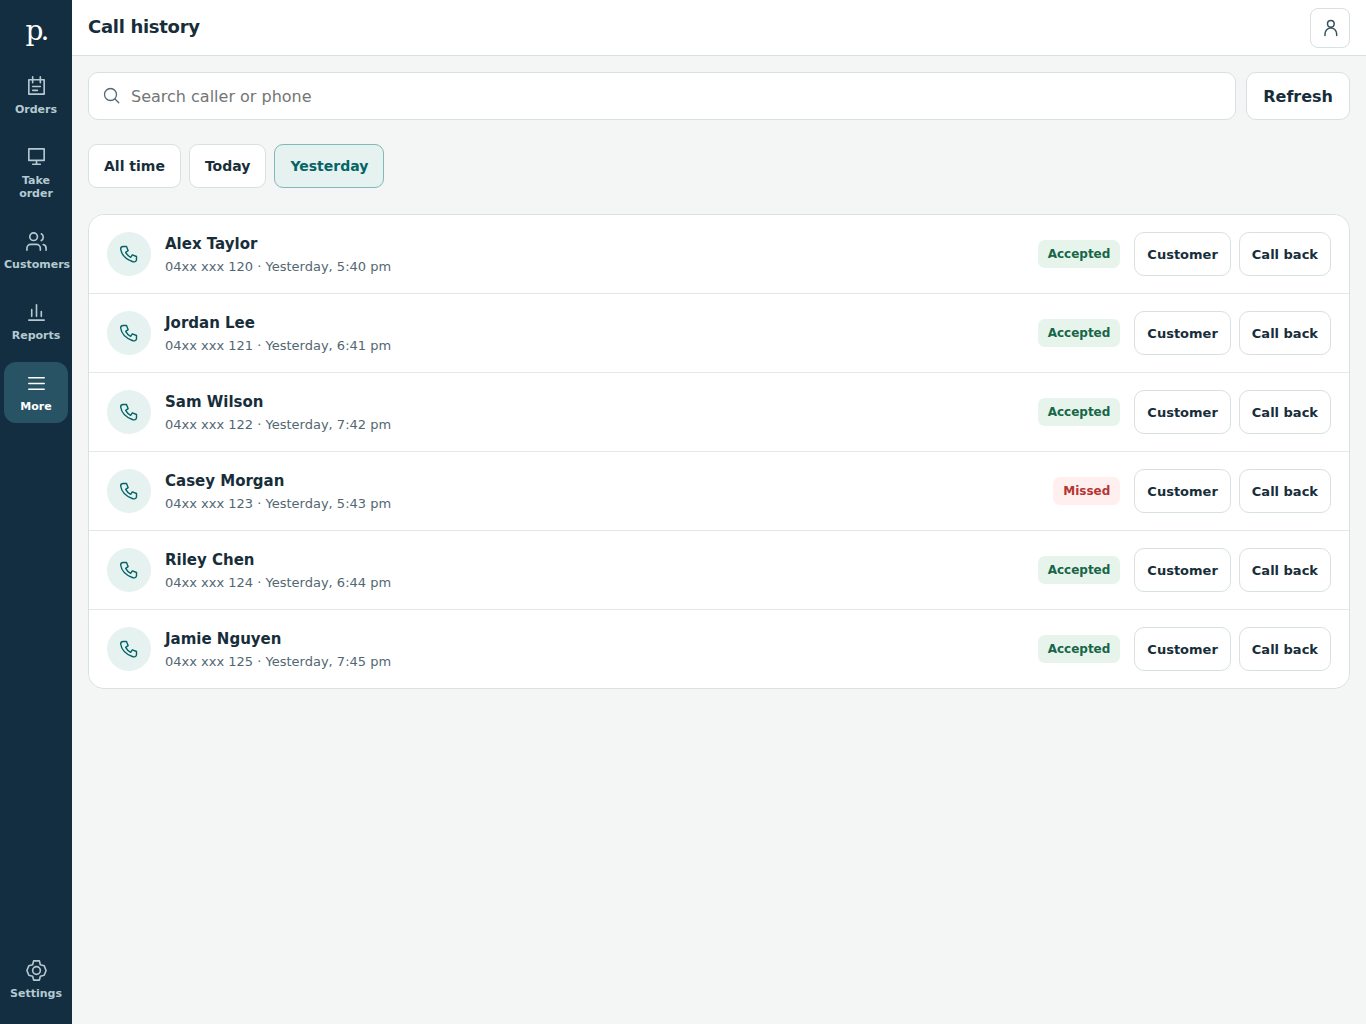 p.
Call history
Orders
Take
order
Customers
Reports
More
Settings
Search caller or phone
Refresh
All time
Today
Yesterday
Alex Taylor
04xx xxx 120 · Yesterday, 5:40 pm
Accepted
Customer
Call back
Jordan Lee
04xx xxx 121 · Yesterday, 6:41 pm
Accepted
Customer
Call back
Sam Wilson
04xx xxx 122 · Yesterday, 7:42 pm
Accepted
Customer
Call back
Casey Morgan
04xx xxx 123 · Yesterday, 5:43 pm
Missed
Customer
Call back
Riley Chen
04xx xxx 124 · Yesterday, 6:44 pm
Accepted
Customer
Call back
Jamie Nguyen
04xx xxx 125 · Yesterday, 7:45 pm
Accepted
Customer
Call back